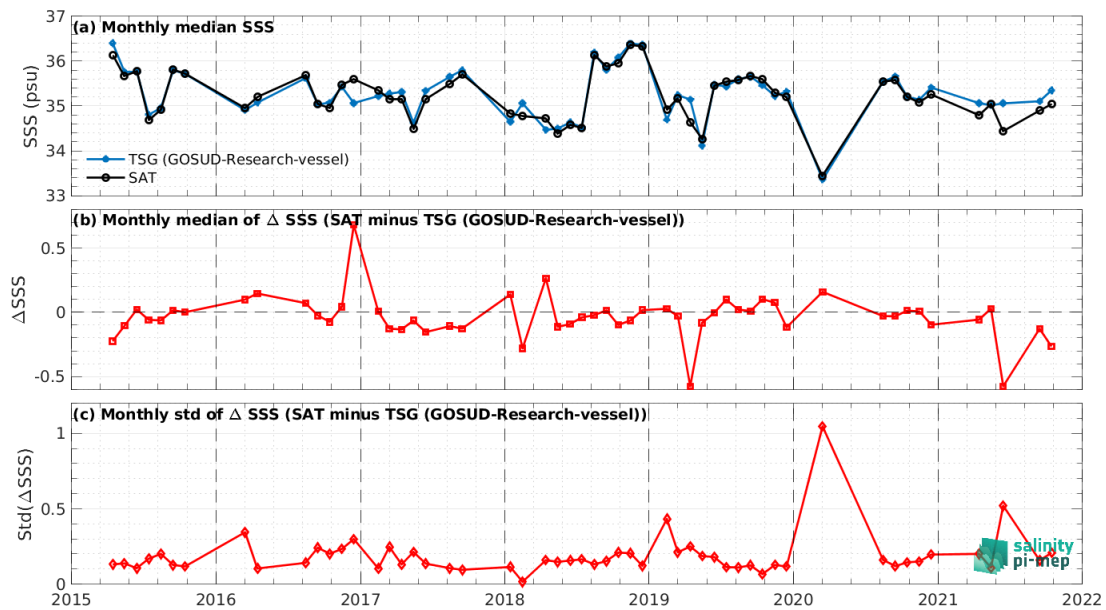 (a) Monthly median SSS
37
36
35
34
33
SSS (psu)
TSG (GOSUD-Research-vessel)
SAT
(b) Monthly median of Δ SSS (SAT minus TSG (GOSUD-Research-vessel))
0.5
0
-0.5
ΔSSS
(c) Monthly std of Δ SSS (SAT minus TSG (GOSUD-Research-vessel))
1
0.5
0
Std(ΔSSS)
salinity
pi-mep
2015 2016 2017 2018 2019 2020 2021 2022